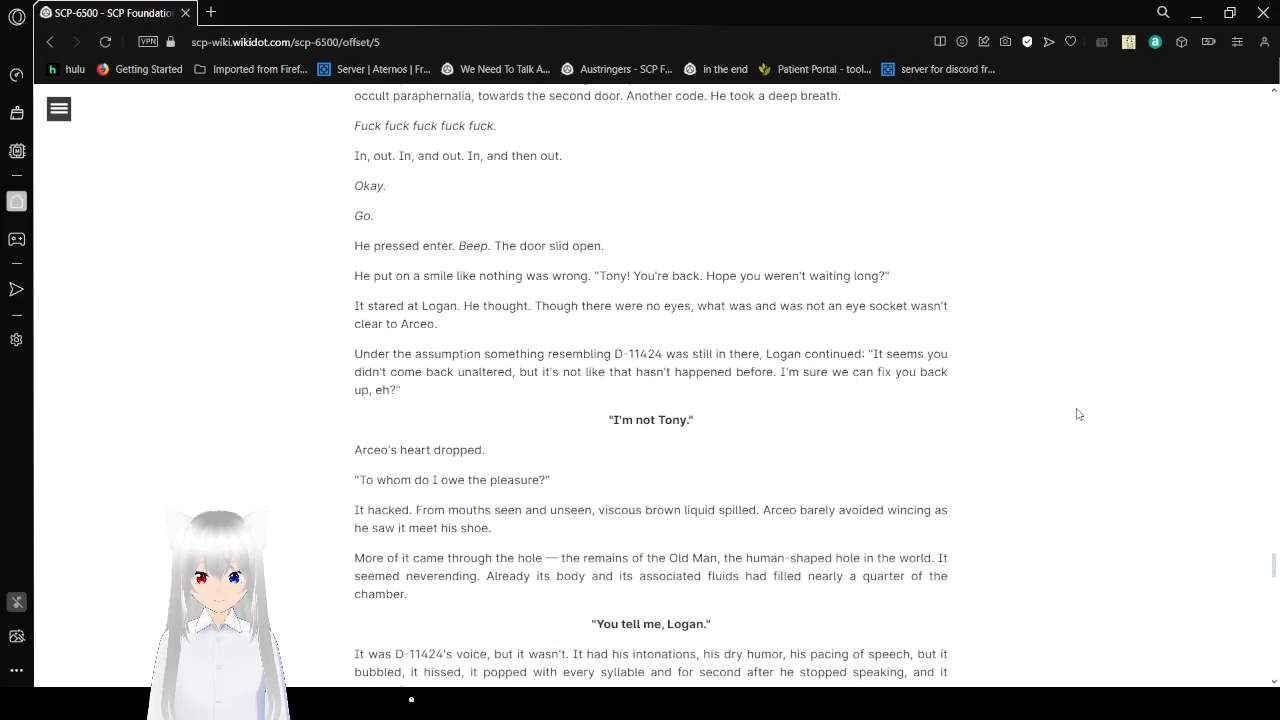 SCP-6500 - SCP Foundatio
scp-wiki.wikidot.com/scp-6500/offset/5
VPN
hulu
Getting Started
Imported from Firef...
Server | Aternos | Fr...
We Need To Talk A...
Austringers - SCP F...
in the end
Patient Portal - tool...
server for discord fr...
occult paraphernalia, towards the second door. Another code. He took a deep breath.
Fuck fuck fuck fuck fuck.
In, out. In, and out. In, and then out.
Okay.
Go.
He pressed enter. Beep. The door slid open.
He put on a smile like nothing was wrong. "Tony! You're back. Hope you weren't waiting long?"
It stared at Logan. He thought. Though there were no eyes, what was and was not an eye socket wasn't
clear to Arceo.
Under the assumption something resembling D-11424 was still in there, Logan continued: "It seems you
didn't come back unaltered, but it's not like that hasn't happened before. I'm sure we can fix you back
up, eh?"
"I'm not Tony."
Arceo's heart dropped.
"To whom do I owe the pleasure?"
It hacked. From mouths seen and unseen, viscous brown liquid spilled. Arceo barely avoided wincing as
he saw it meet his shoe.
More of it came through the hole — the remains of the Old Man, the human-shaped hole in the world. It
seemed neverending. Already its body and its associated fluids had filled nearly a quarter of the
chamber.
"You tell me, Logan."
It was D-11424's voice, but it wasn't. It had his intonations, his dry humor, his pacing of speech, but it
bubbled, it hissed, it popped with every syllable and for second after he stopped speaking, and it